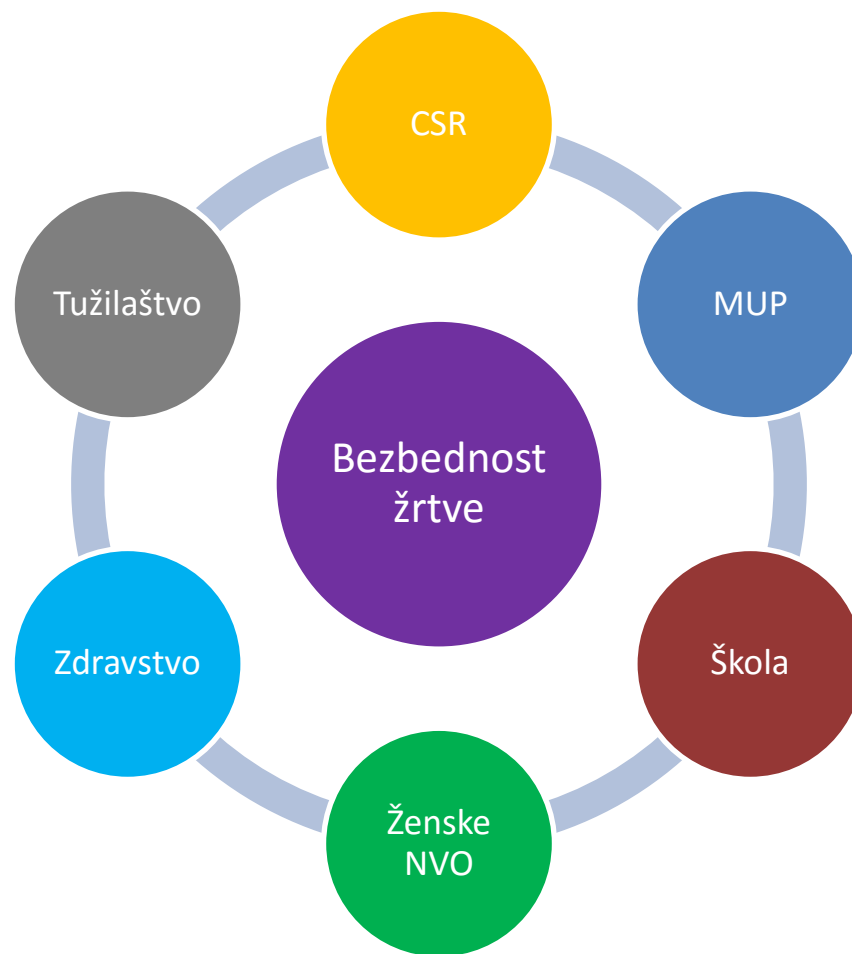 CSR
MUP
Škola
Ženske
NVO
Zdravstvo
Tužilaštvo
Bezbednost
žrtve